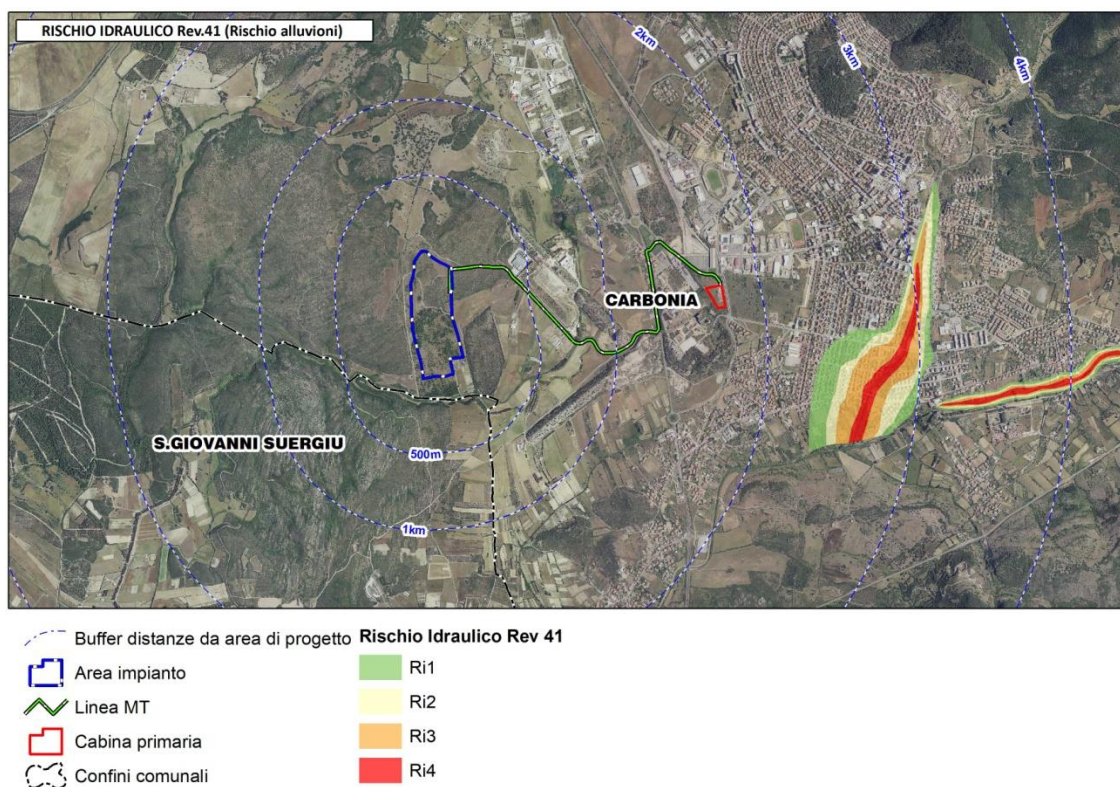 RISCHIO IDRAULICO Rev.41 (Rischio alluvioni)
2km
3km
4km
CARBONIA
S.GIOVANNI SUERGIU
500m
1km
Buffer distanze da area di progetto
Area impianto
Linea MT
Cabina primaria
Confini comunali
Rischio Idraulico Rev 41
Ri1
Ri2
Ri3
Ri4